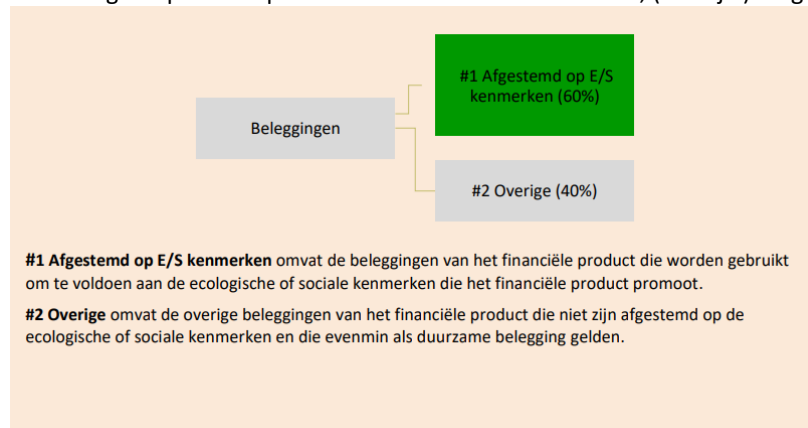 #1 Afgestemd op E/S
kenmerken (60%)
Beleggingen
#2 Overige (40%)
#1 Afgestemd op E/S kenmerken omvat de beleggingen van het financiële product die worden gebruikt
om te voldoen aan de ecologische of sociale kenmerken die het financiële product promoot.
#2 Overige omvat de overige beleggingen van het financiële product die niet zijn afgestemd op de
ecologische of sociale kenmerken en die evenmin als duurzame belegging gelden.